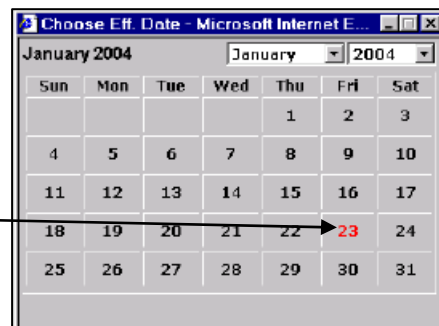 Choose Eff. Date - Microsoft Internet E...
January 2004 January 2004
Sun Mon Tue Wed Thu Fri Sat
1 2 3
4 5 6 7 8 9 10
11 12 13 14 15 16 17
18 19 20 21 22 23 24
25 26 27 28 29 30 31